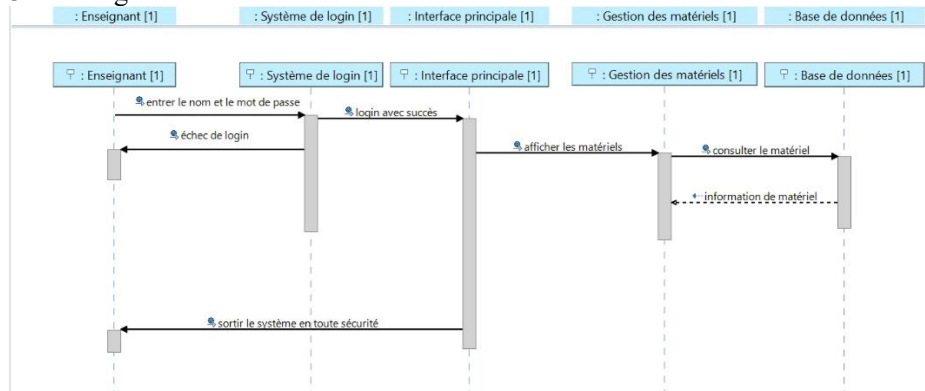 : Enseignant [1]
: Système de login [1]
: Interface principale [1]
: Gestion des matériels [1]
: Base de données [1]
: Enseignant [1]
: Système de login [1]
: Interface principale [1]
: Gestion des matériels [1]
: Base de données [1]
entrer le nom et le mot de passe
login avec succès
échec de login
afficher les matériels
consulter le matériel
information de matériel
sortir le système en toute sécurité